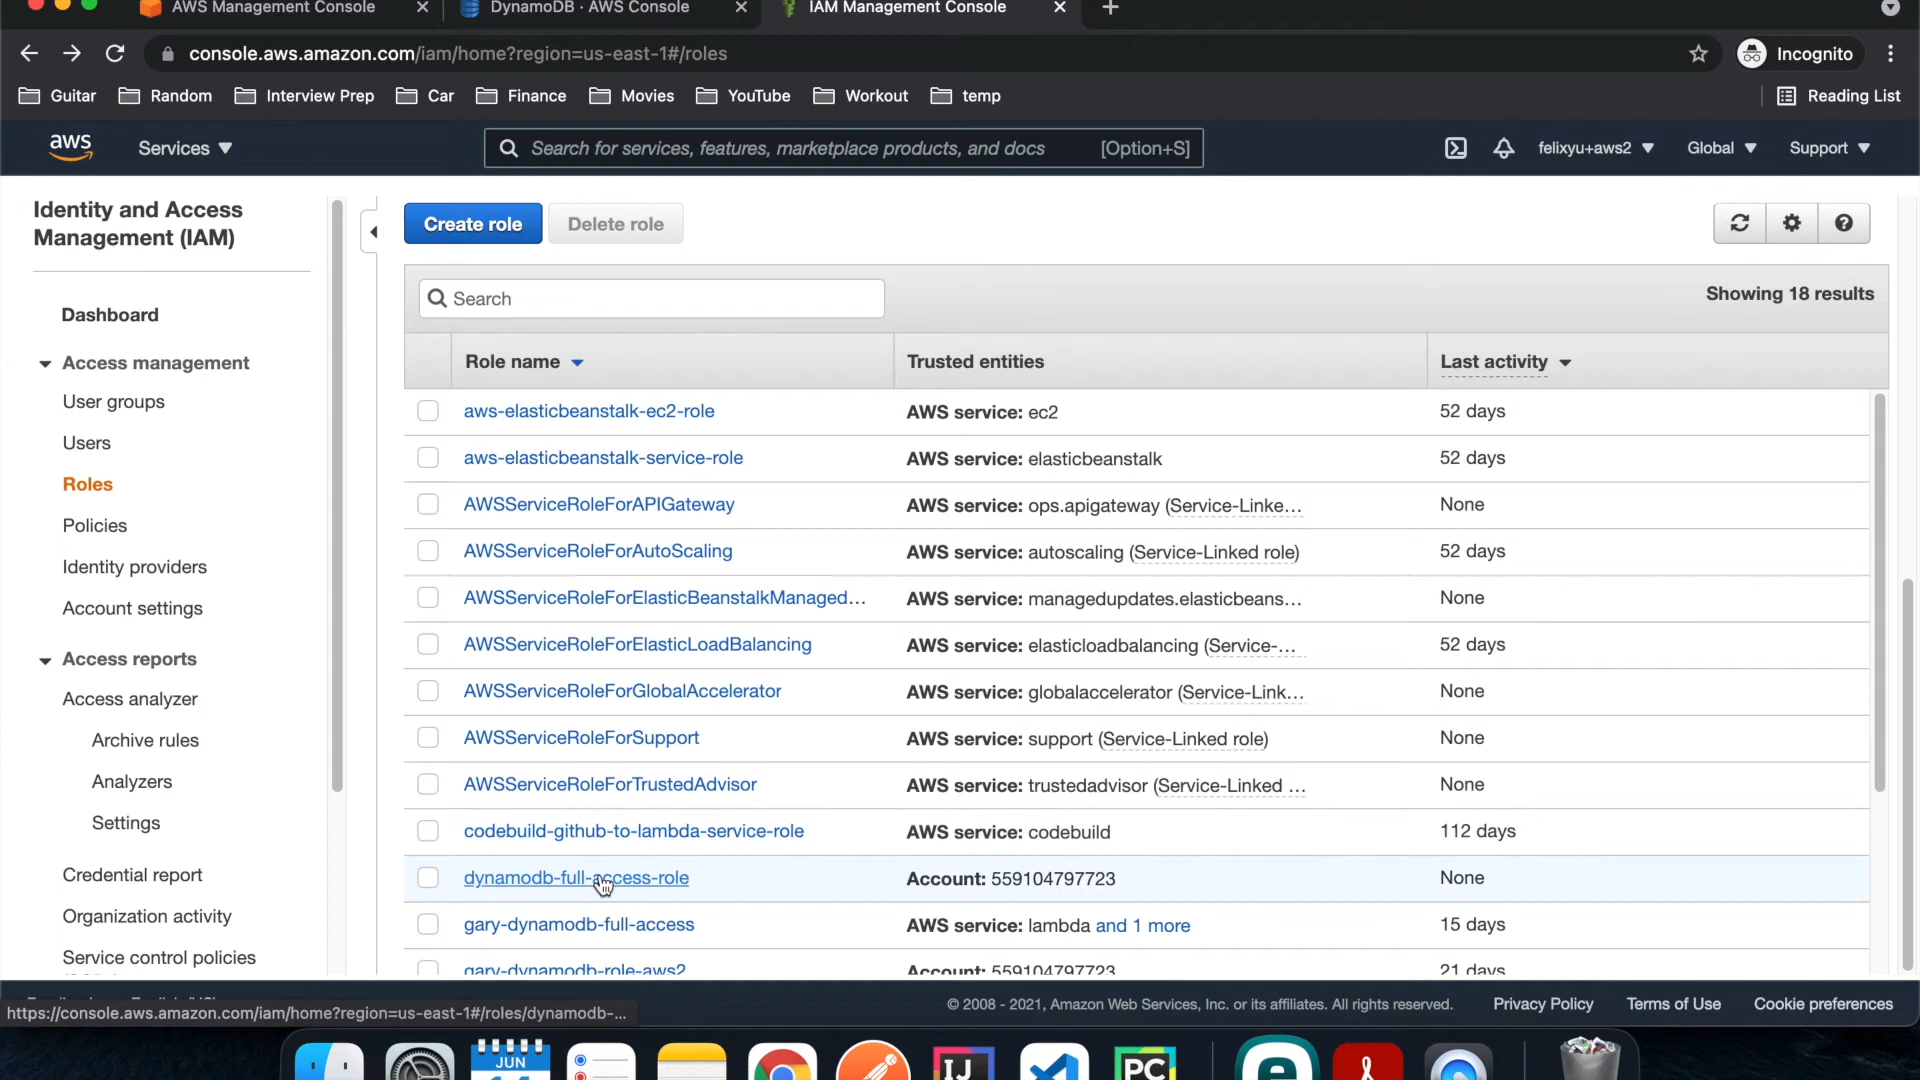 AWS Management Console
DynamoDB · AWS Console
IAM Management Console
console.aws.amazon.com/iam/home?region=us-east-1#/roles
Incognito
Guitar
Random
Interview Prep
Car
Finance
Movies
YouTube
Workout
temp
Reading List
aws
Services
Search for services, features, marketplace products, and docs
[Option+S]
felixyu+aws2
Global
Support
Identity and Access
Management (IAM)
Dashboard
Access management
User groups
Users
Roles
Policies
Identity providers
Account settings
Access reports
Access analyzer
Archive rules
Analyzers
Settings
Credential report
Organization activity
Service control policies
Create role
Delete role
Search
Showing 18 results
Role name
Trusted entities
Last activity
aws-elasticbeanstalk-ec2-role
AWS service: ec2
52 days
aws-elasticbeanstalk-service-role
AWS service: elasticbeanstalk
52 days
AWSServiceRoleForAPIGateway
AWS service: ops.apigateway (Service-Linke...
None
AWSServiceRoleForAutoScaling
AWS service: autoscaling (Service-Linked role)
52 days
AWSServiceRoleForElasticBeanstalkManaged...
AWS service: managedupdates.elasticbeans...
None
AWSServiceRoleForElasticLoadBalancing
AWS service: elasticloadbalancing (Service-...
52 days
AWSServiceRoleForGlobalAccelerator
AWS service: globalaccelerator (Service-Link...
None
AWSServiceRoleForSupport
AWS service: support (Service-Linked role)
None
AWSServiceRoleForTrustedAdvisor
AWS service: trustedadvisor (Service-Linked ...
None
codebuild-github-to-lambda-service-role
AWS service: codebuild
112 days
dynamodb-full-access-role
Account: 559104797723
None
gary-dynamodb-full-access
AWS service: lambda and 1 more
15 days
gary-dynamodb-role-aws2
Account: 559104797723
21 days
https://console.aws.amazon.com/iam/home?region=us-east-1#/roles/dynamodb-...
© 2008 - 2021, Amazon Web Services, Inc. or its affiliates. All rights reserved.
Privacy Policy
Terms of Use
Cookie preferences
JUN
IJ
PC